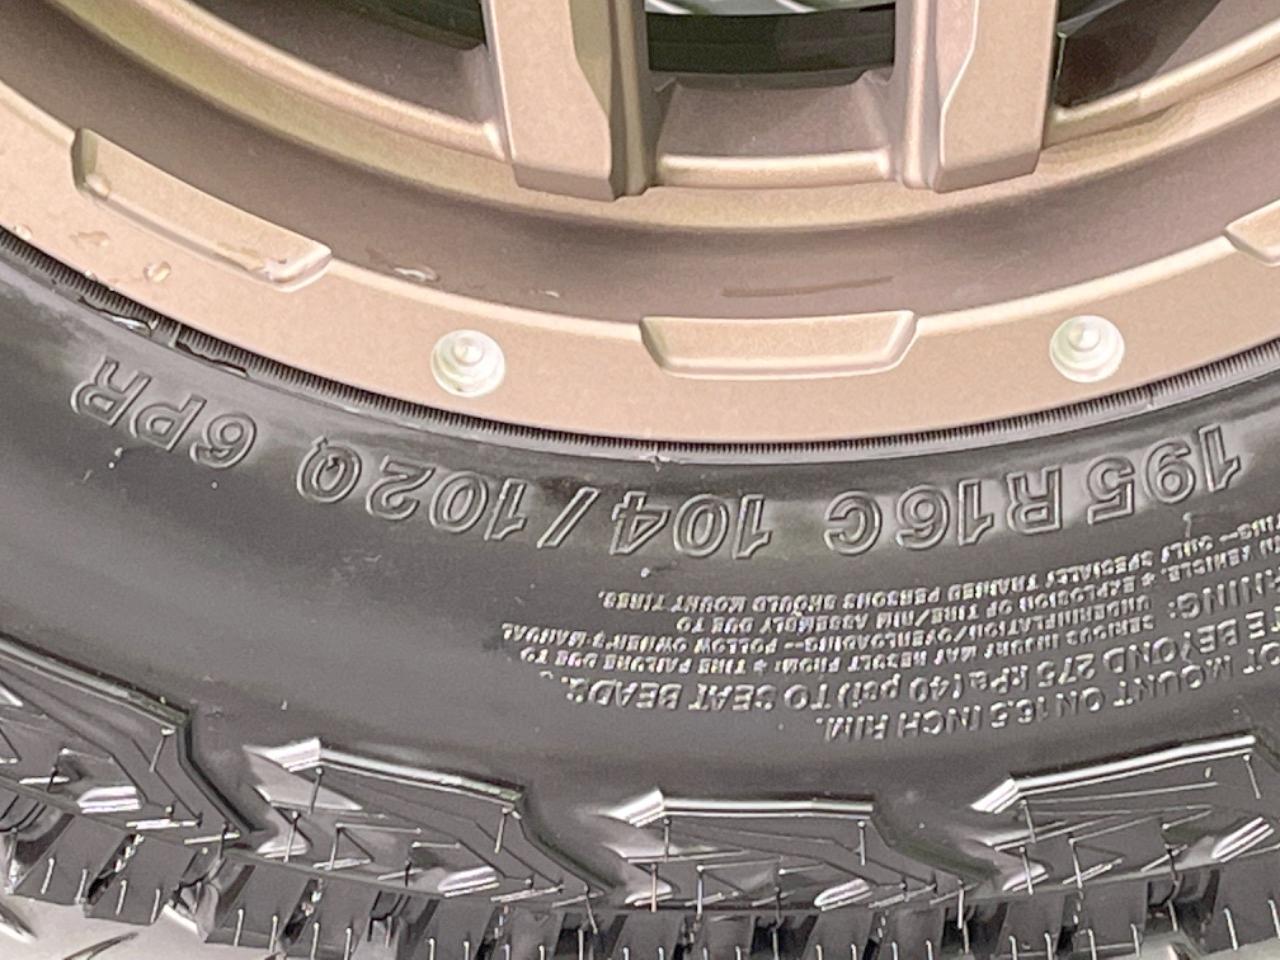 195 R16C 104/102Q 6PR
ONLY SPECIALLY TRAINED PERSONS SHOULD MOUNT TIRES.
VEHICLE. EXPLOSION OF TIRE/RIM ASSEMBLY DUE TO
UNDERINFLATION/OVERLOADING-- FOLLOW OWNER'S MANUAL
SERIOUS INJURY MAY RESULT FROM: TIRE FAILURE DUE TO
BEYOND 275 kPa (40 psi) TO SEAT BEADS.
MOUNT ON 16.5 INCH RIM.